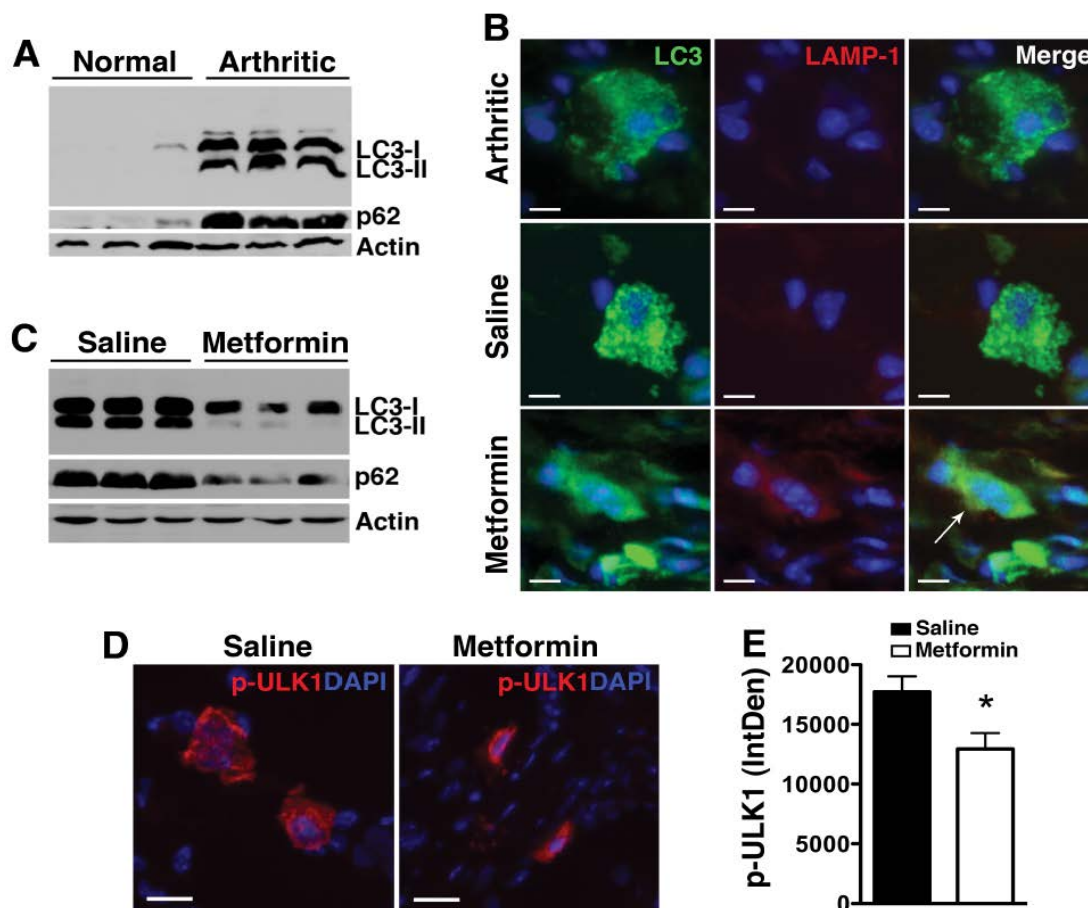 A
Normal Arthritic
LC3-I
LC3-II
p62
Actin
B
LC3 LAMP-1 Merge
Arthritic
Saline
Metformin
C
Saline Metformin
LC3-I
LC3-II
p62
Actin
D
Saline Metformin
p-ULK1DAPI p-ULK1DAPI
E
Saline
Metformin
p-ULK1 (IntDen)
20000
15000
10000
5000
0
*